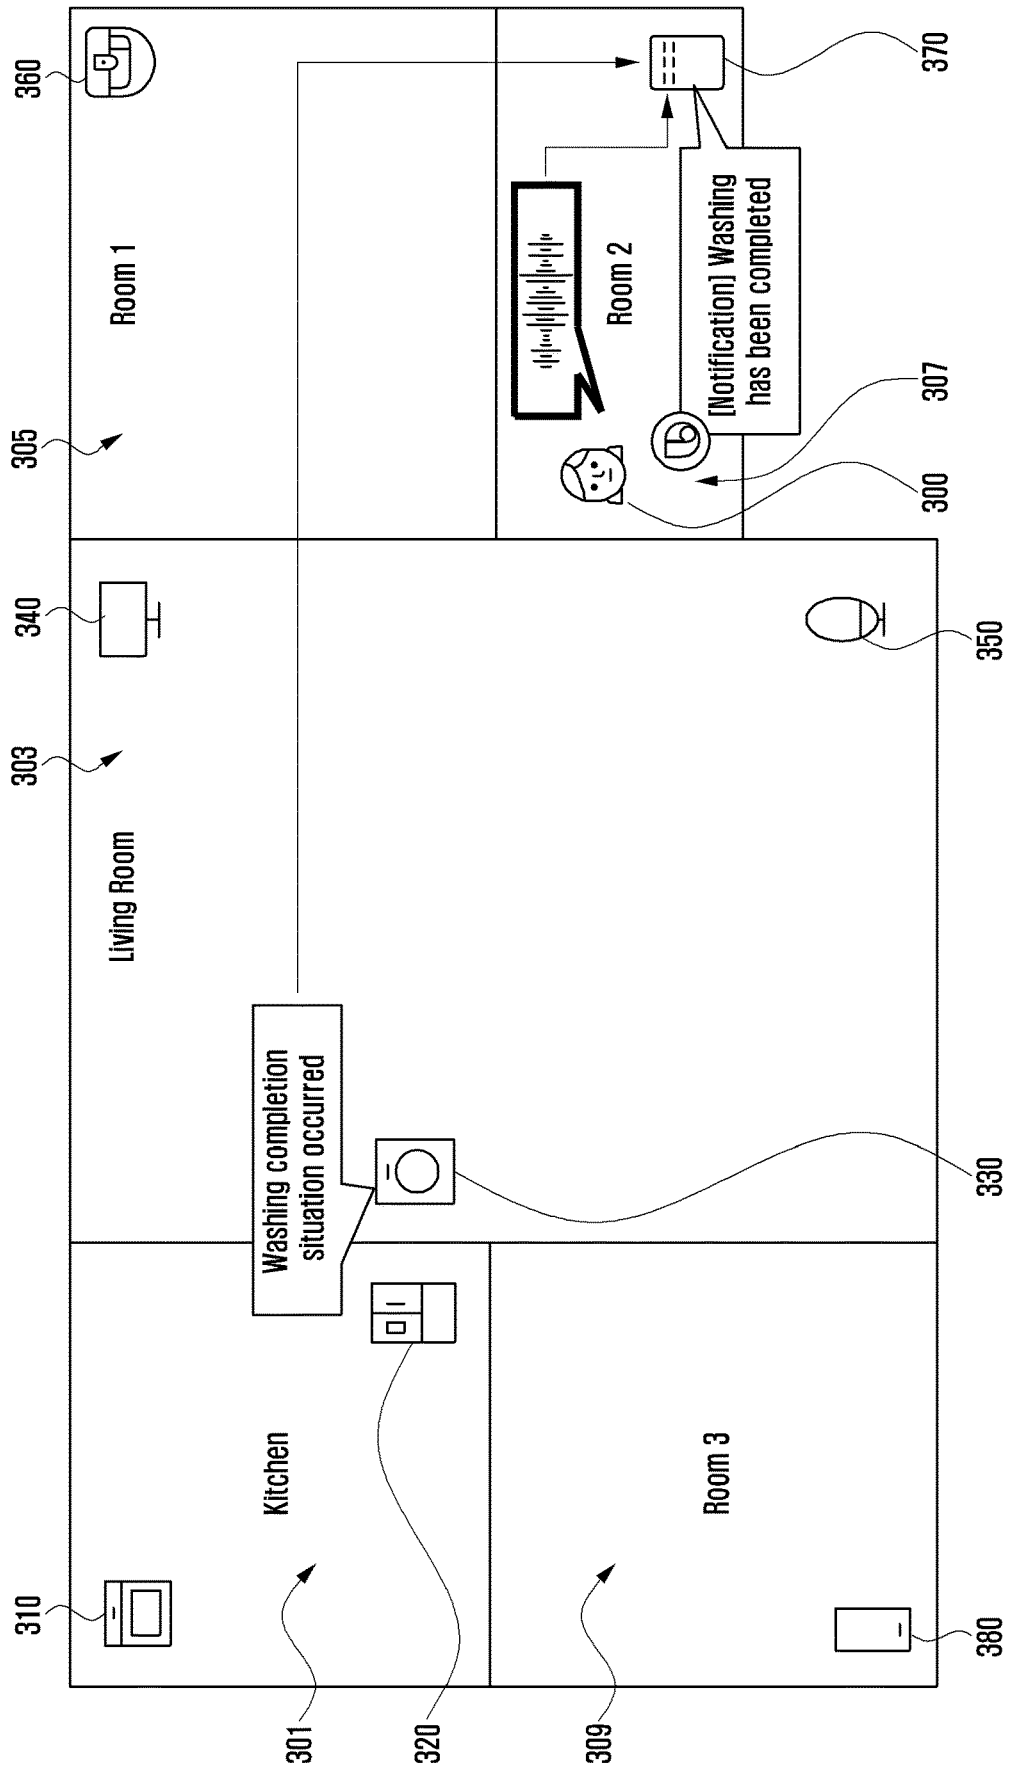 310
303
340
305
360
Living Room
Room 1
Kitchen
Washing completion
situation occurred
301
320
Room 2
Room 3
309
[Notification] Washing
has been completed
300
307
370
380
330
350